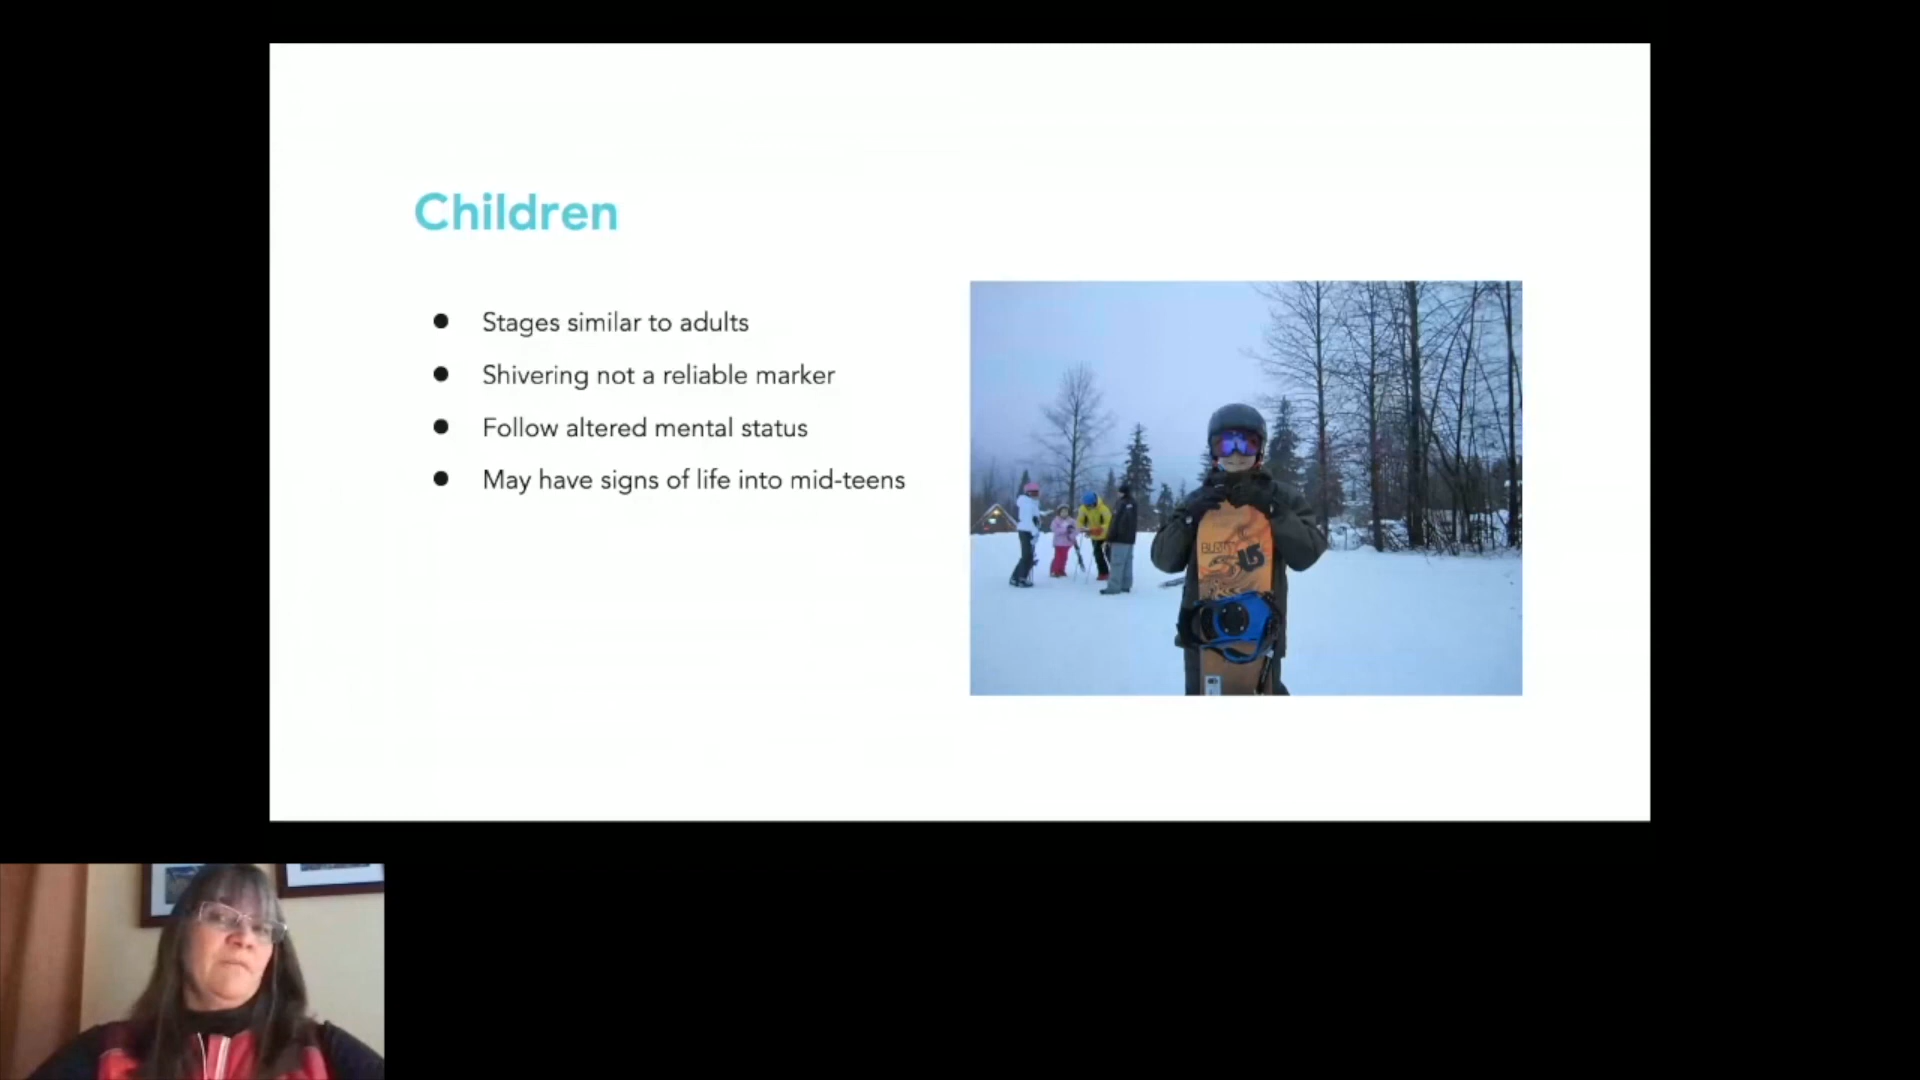 Children
Stages similar to adults
Shivering not a reliable marker
Follow altered mental status
May have signs of life into mid-teens